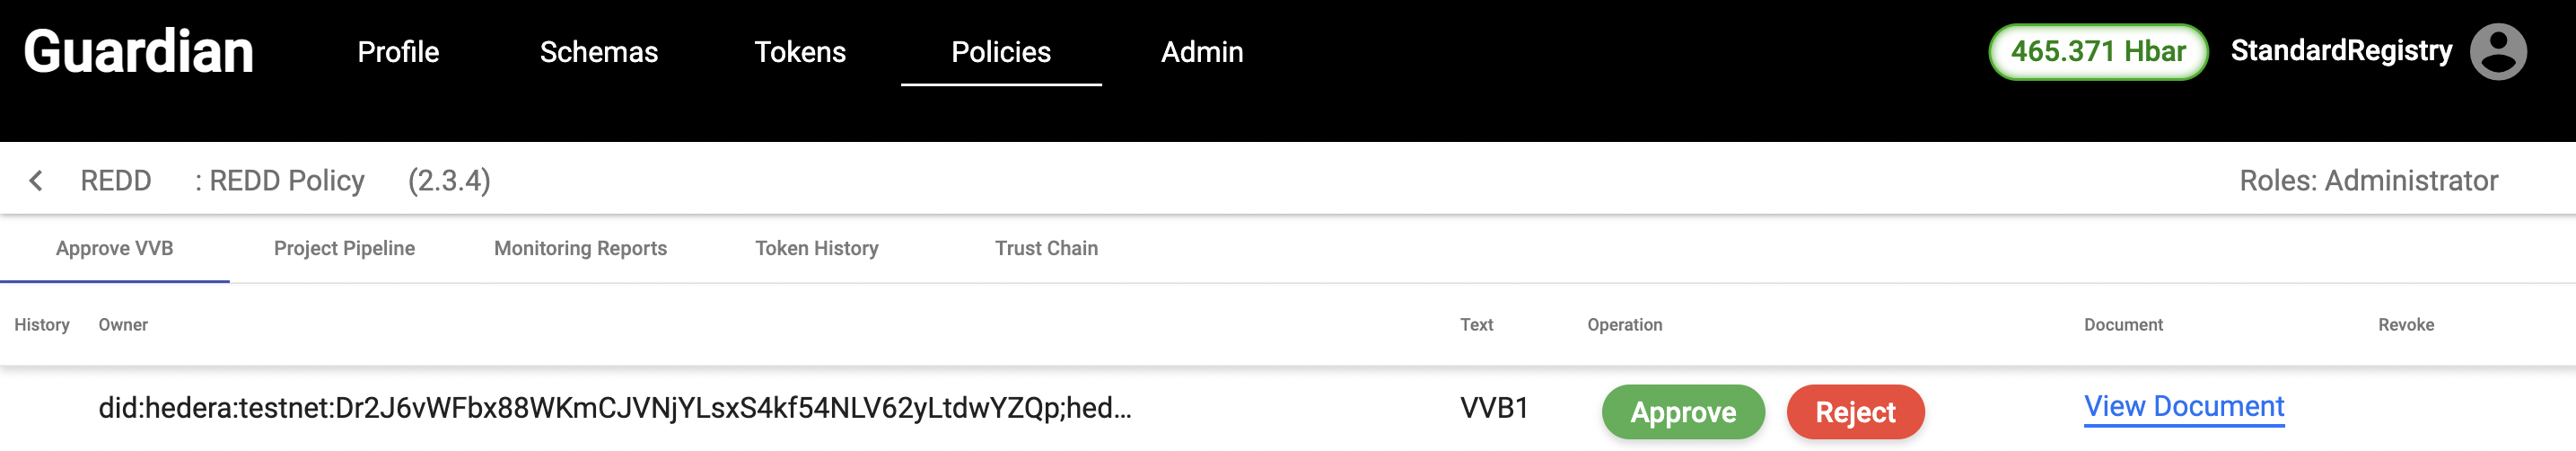 Guardian Profile Schemas Tokens Policies Admin 465.371 Hbar StandardRegistry
REDD : REDD Policy (2.3.4) Roles: Administrator
Approve VVB Project Pipeline Monitoring Reports Token History Trust Chain
History Owner Text Operation Document Revoke
did:hedera:testnet:Dr2J6vWFbx88WKmCJVNjYLsxS4kf54NLV62yLtdwYZQp;hed... VVB1 Approve Reject View Document